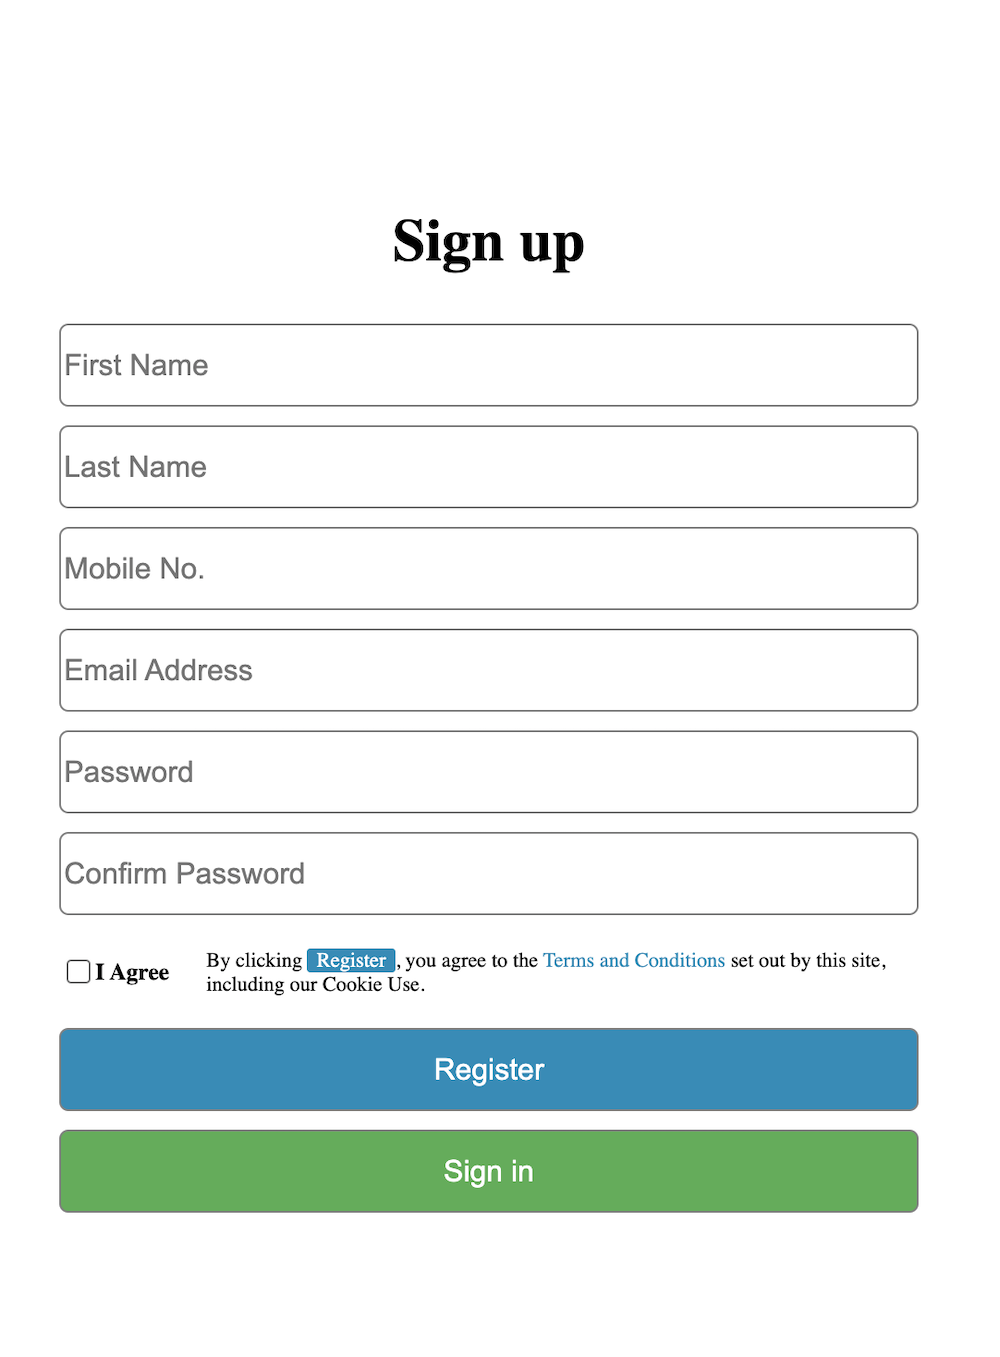 Sign up
First Name
Last Name
Mobile No.
Email Address
Password
Confirm Password
I Agree
By clicking Register, you agree to the Terms and Conditions set out by this site,
including our Cookie Use.
Register
Sign in